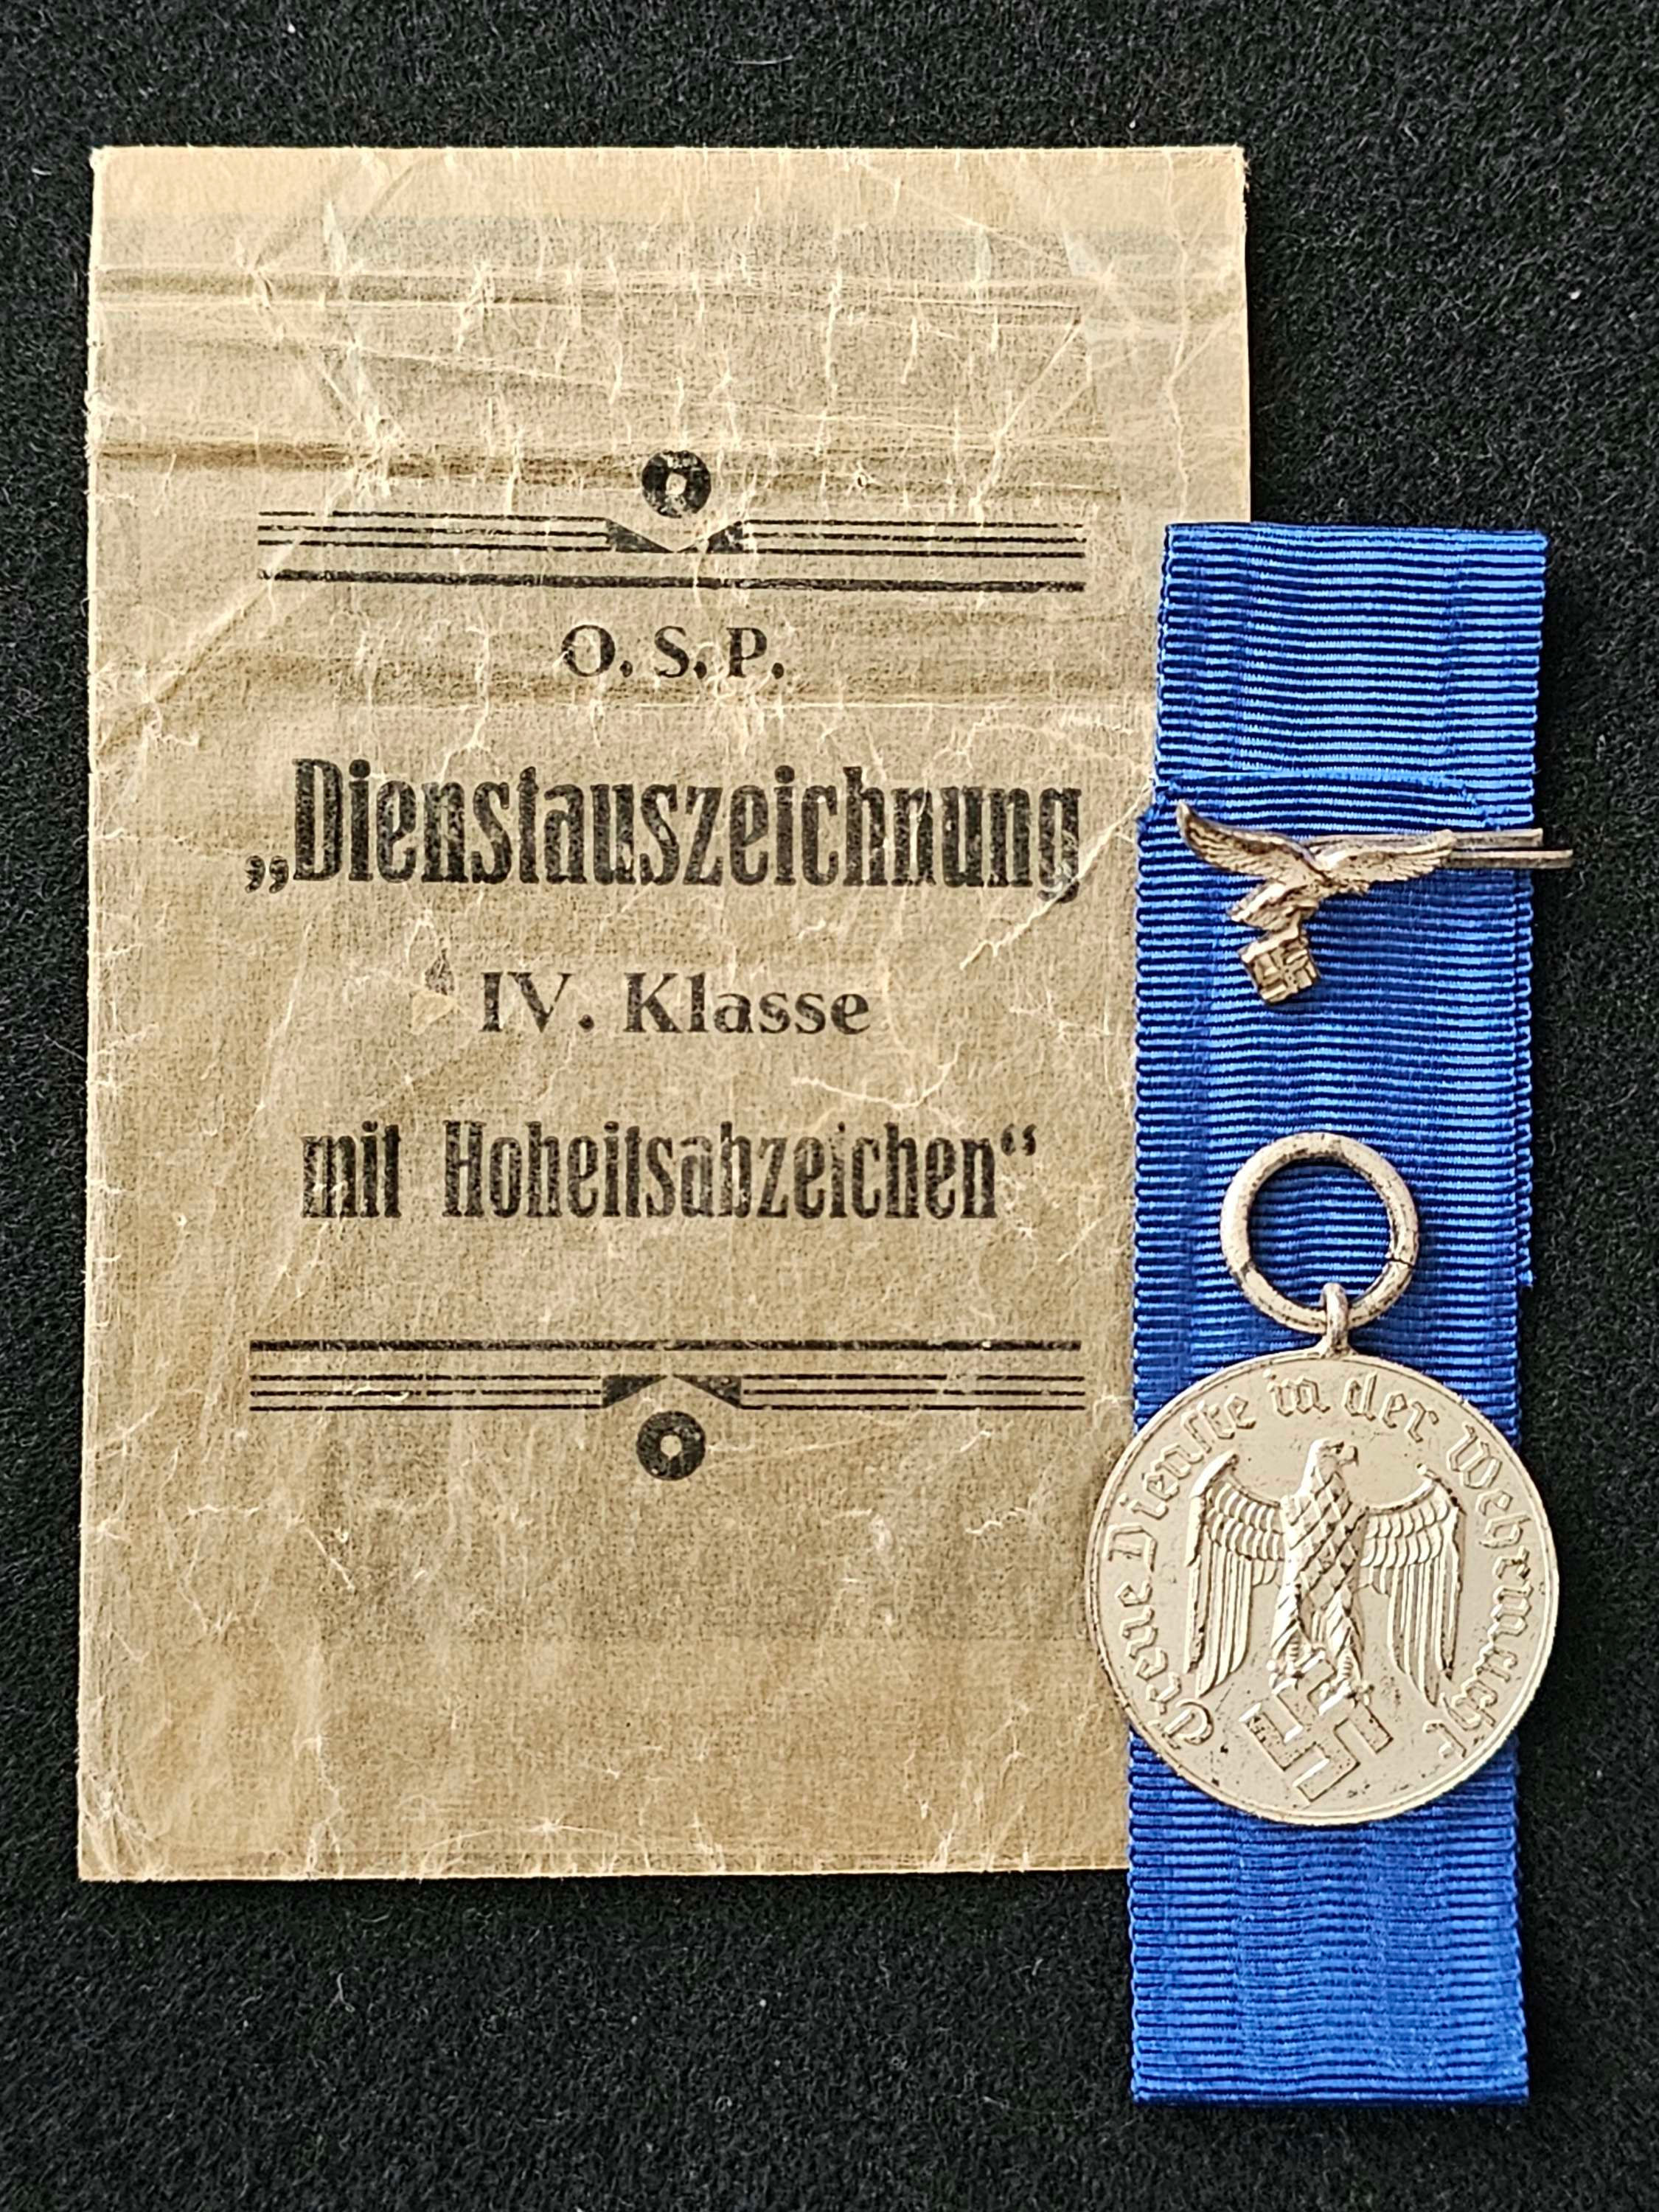 O. S. P.
„Dienstauszeichnung
IV. Klasse
mit Hoheitsabzeichen“
Treue Dienste in der Wehrmacht